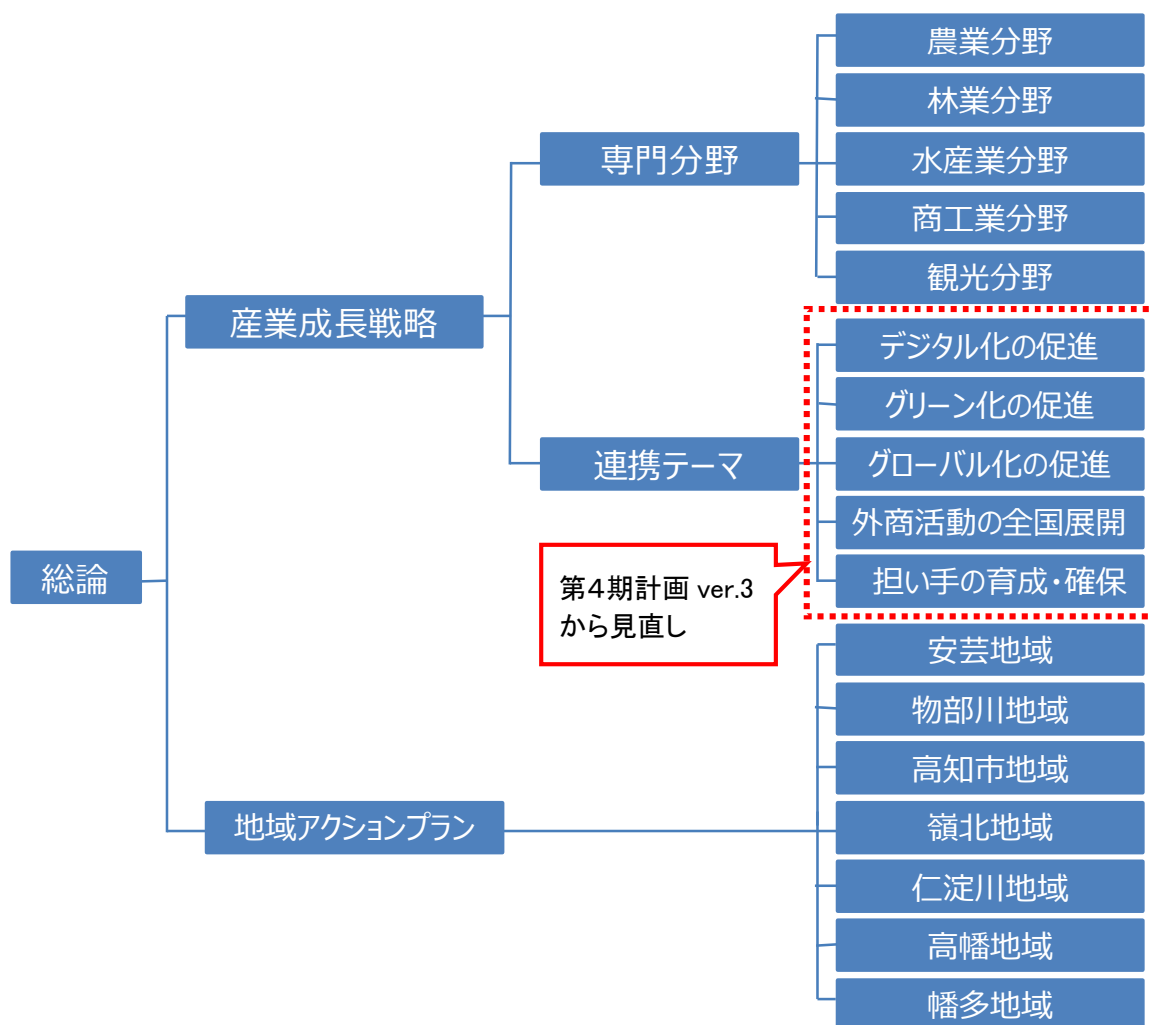 総論
産業成長戦略
専門分野
農業分野
林業分野
水産業分野
商工業分野
観光分野
連携テーマ
デジタル化の促進
グリーン化の促進
グローバル化の促進
外商活動の全国展開
担い手の育成・確保
第4期計画 ver.3
から見直し
地域アクションプラン
安芸地域
物部川地域
高知市地域
嶺北地域
仁淀川地域
高幡地域
幡多地域